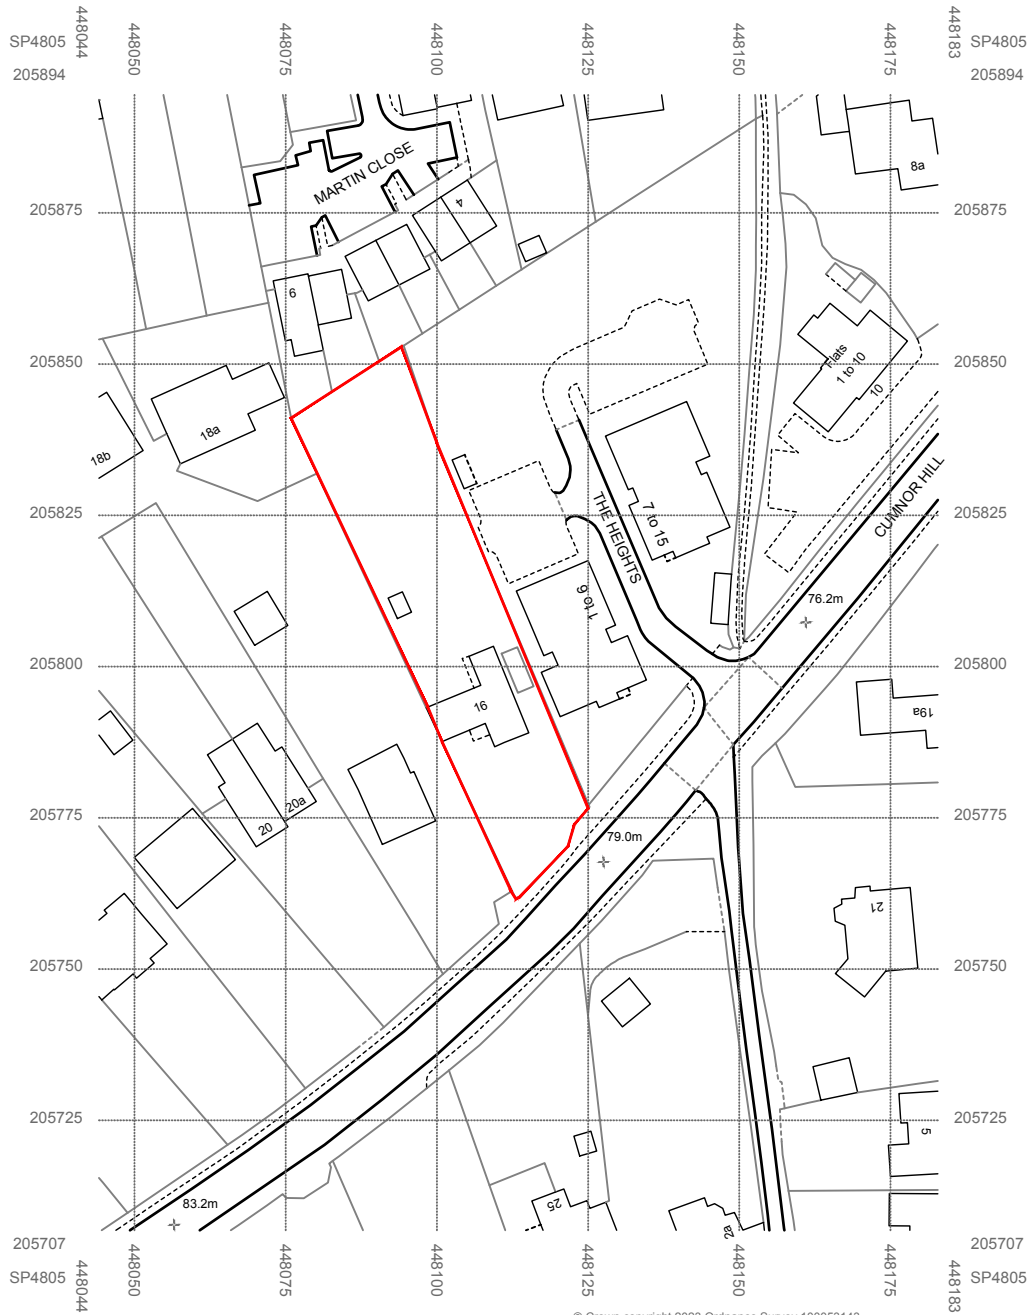 448044
448050
448075
448100
448125
448150
448175
448183
SP4805
SP4805
205894
205894
MARTIN CLOSE
8a
205875
205875
4
6
205850
205850
Flats
1 to 10
10
18a
18b
CUMNOR HILL
205825
205825
7 to 15
THE HEIGHTS
1 to 6
76.2m
205800
205800
16
19a
20a
20
205775
205775
79.0m
21
205750
205750
205725
205725
5
83.2m
25
2a
205707
205707
SP4805
SP4805
448044
448050
448075
448100
448125
448150
448175
448183